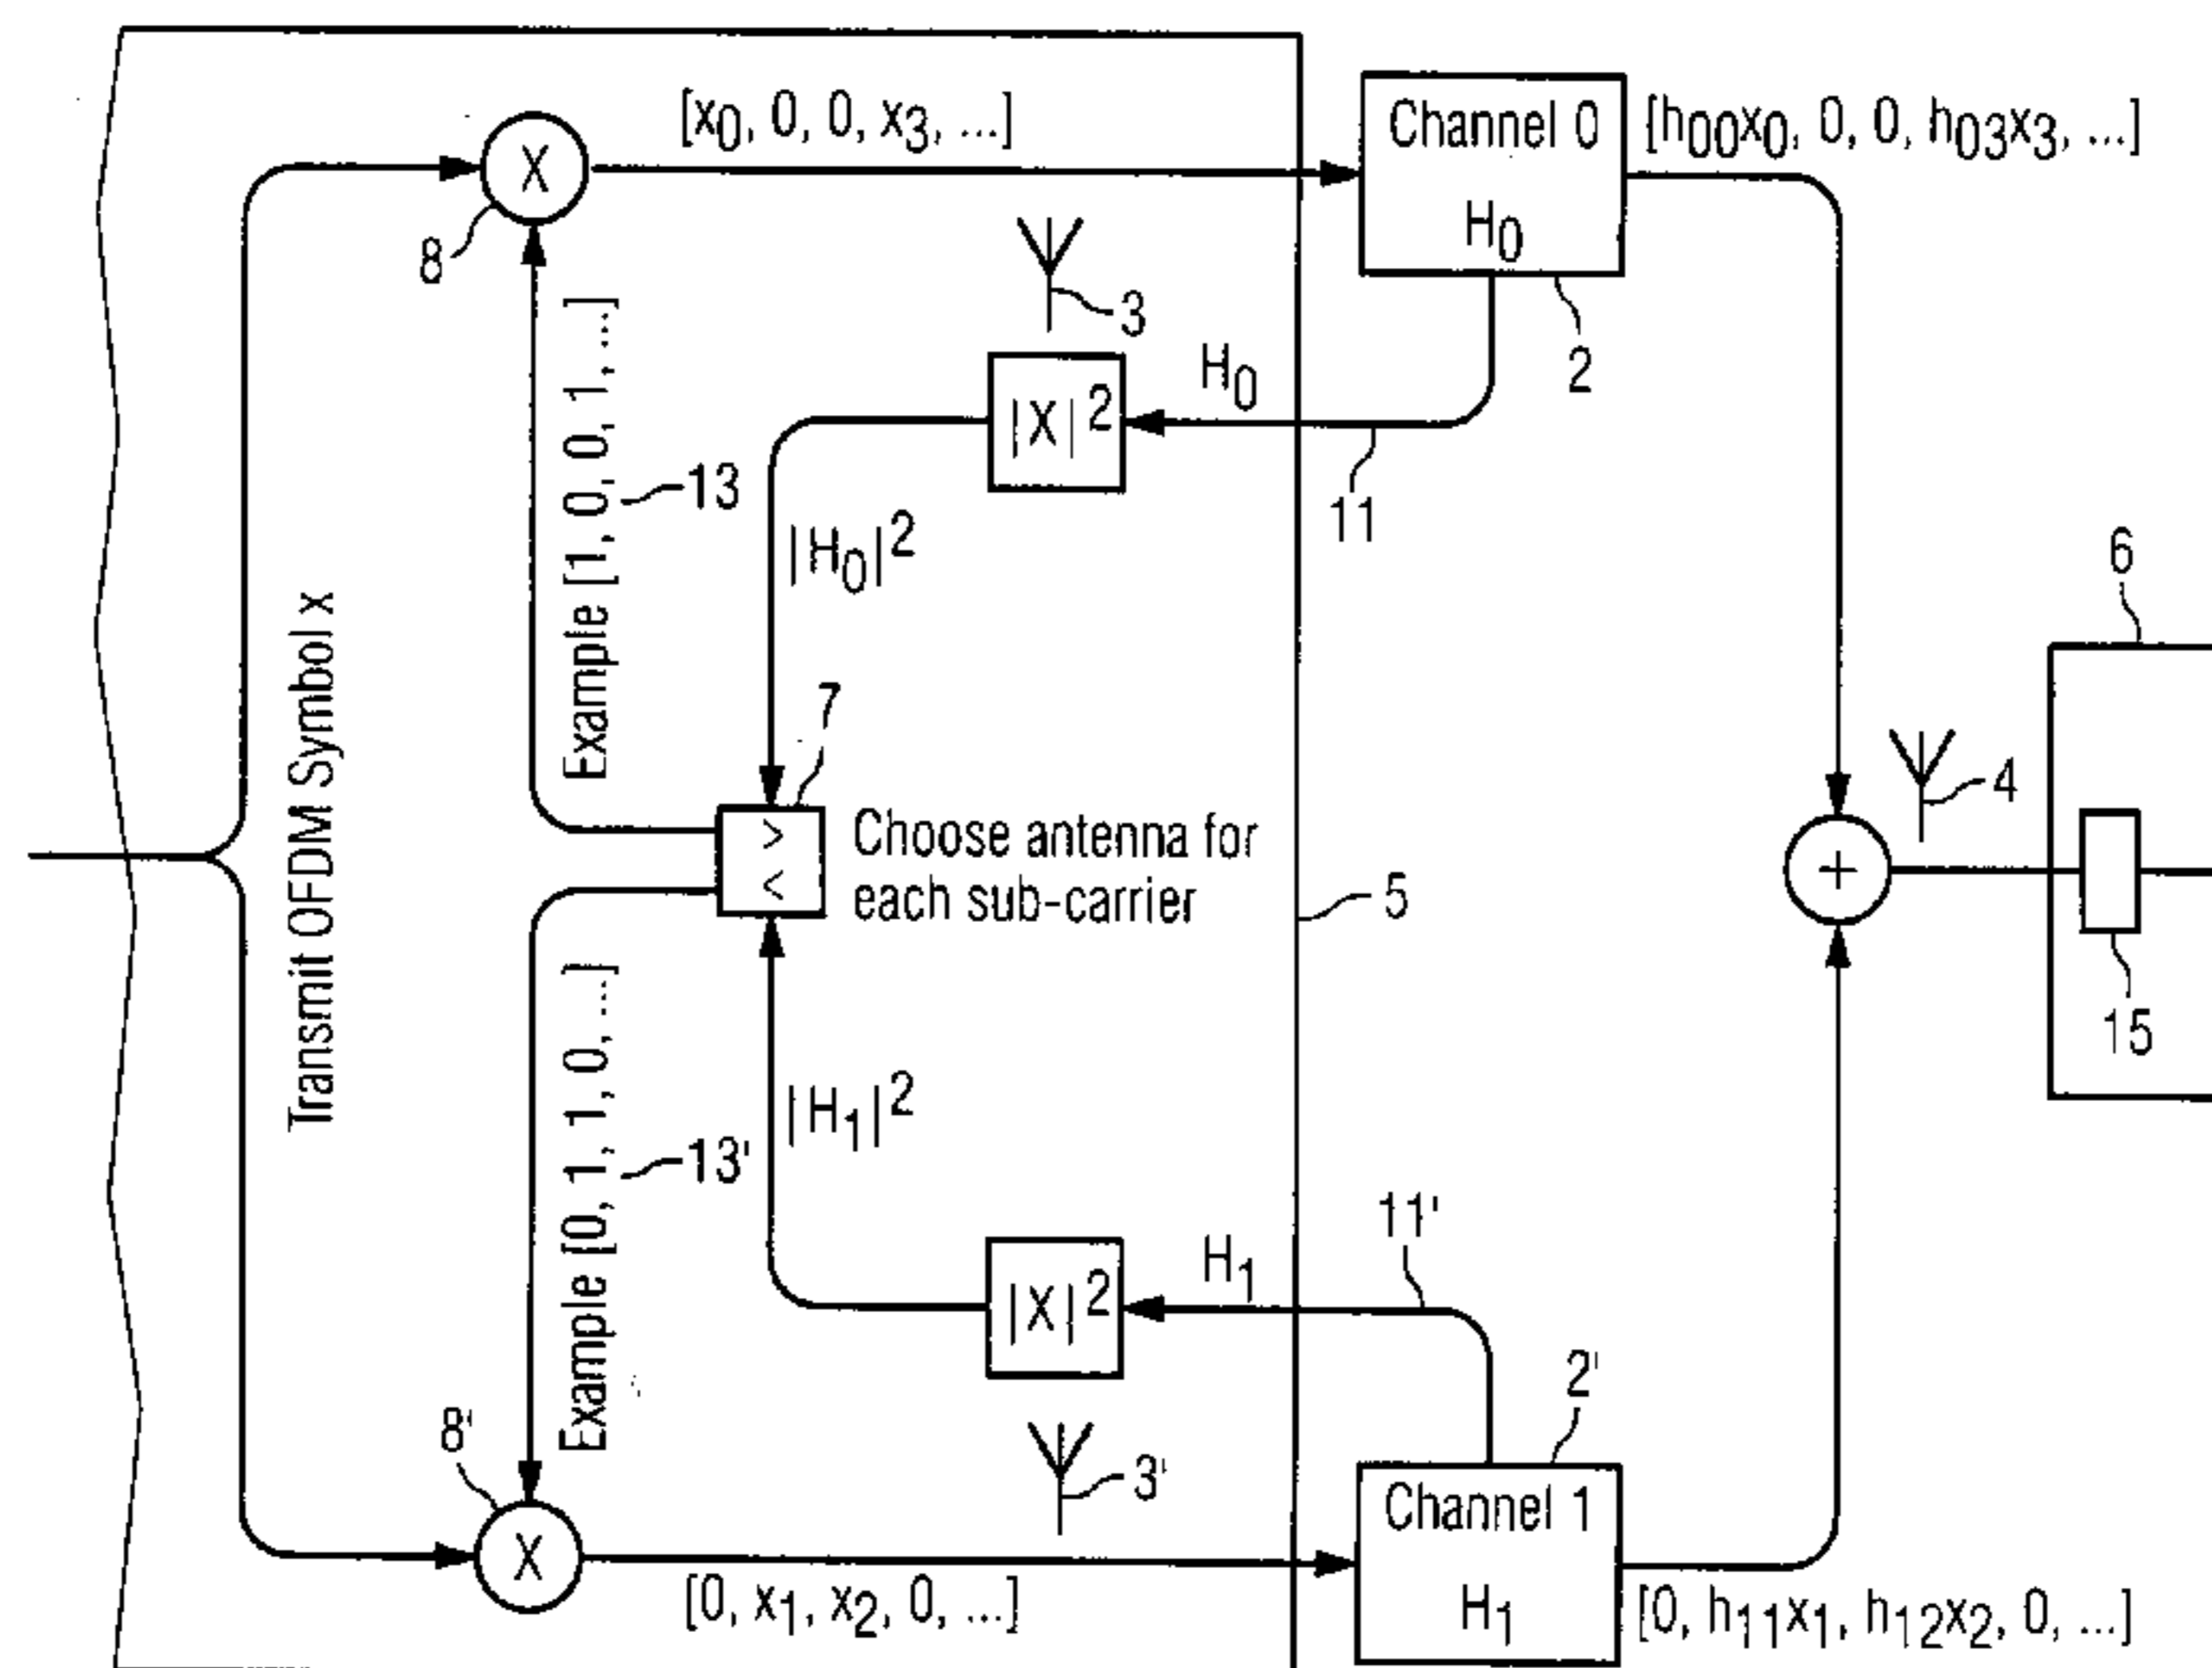 [x0, 0, 0, x3, ...]
Channel 0
H0
[h00x0, 0, 0, h03x3, ...]
X
8
3
2
H0
|X|2
11
Example [1, 0, 0, 1, ...]
13
|H0|2
6
Transmit OFDM Symbol x
7
>
<
Choose antenna for
each sub-carrier
5
4
+
15
Example [0, 1, 1, 0, ...]
13'
|H1|2
11'
H1
|X|2
2'
8'
3'
X
Channel 1
H1
[0, x1, x2, 0, ...]
[0, h11x1, h12x2, 0, ...]